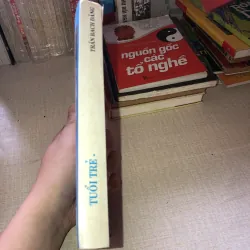 TRẦN BẠCH ĐẰNG
TUỔI TRẺ •
nguồn gốc
các
tổ nghề